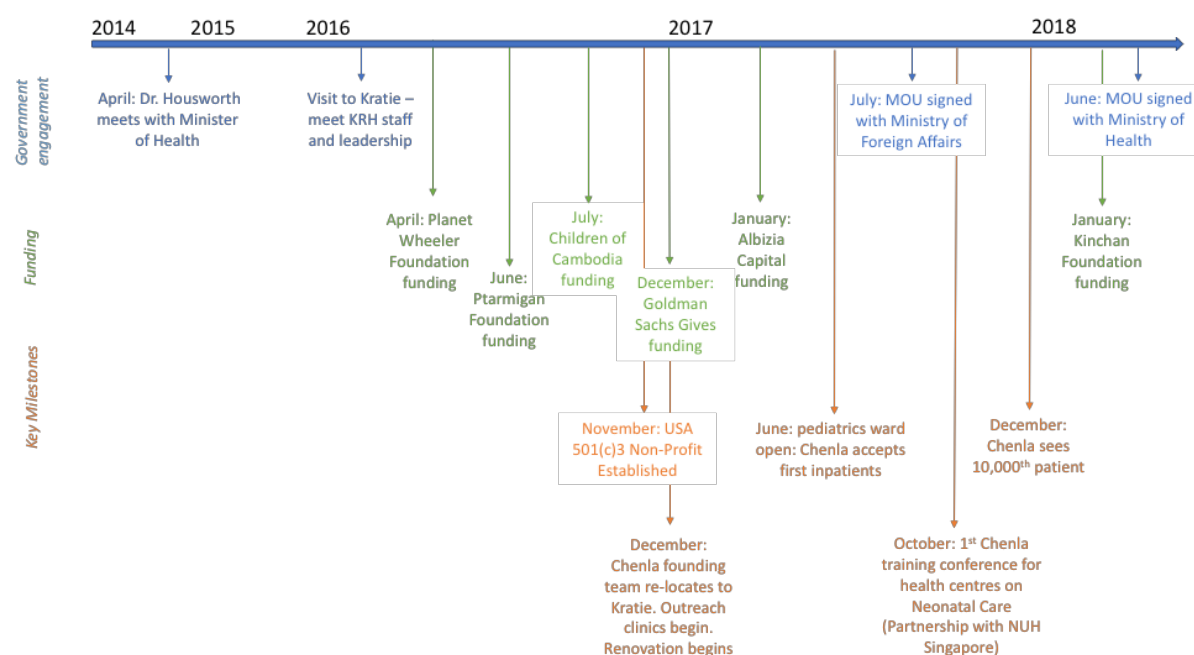 2014
2015
2016
2017
2018
Government
engagement
April: Dr. Housworth
meets with Minister
of Health
Visit to Kratie –
meet KRH staff
and leadership
July: MOU signed
with Ministry of
Foreign Affairs
June: MOU signed
with Ministry of
Health
Funding
April: Planet
Wheeler
Foundation
funding
June:
Ptarmigan
Foundation
funding
July:
Children of
Cambodia
funding
December:
Goldman
Sachs Gives
funding
January:
Albizia
Capital
funding
January:
Kinchan
Foundation
funding
Key Milestones
November: USA
501(c)3 Non-Profit
Established
December:
Chenla founding
team re-locates to
Kratie. Outreach
clinics begin.
Renovation begins
June: pediatrics ward
open: Chenla accepts
first inpatients
October: 1st Chenla
training conference for
health centres on
Neonatal Care
(Partnership with NUH
Singapore)
December:
Chenla sees
10,000th patient